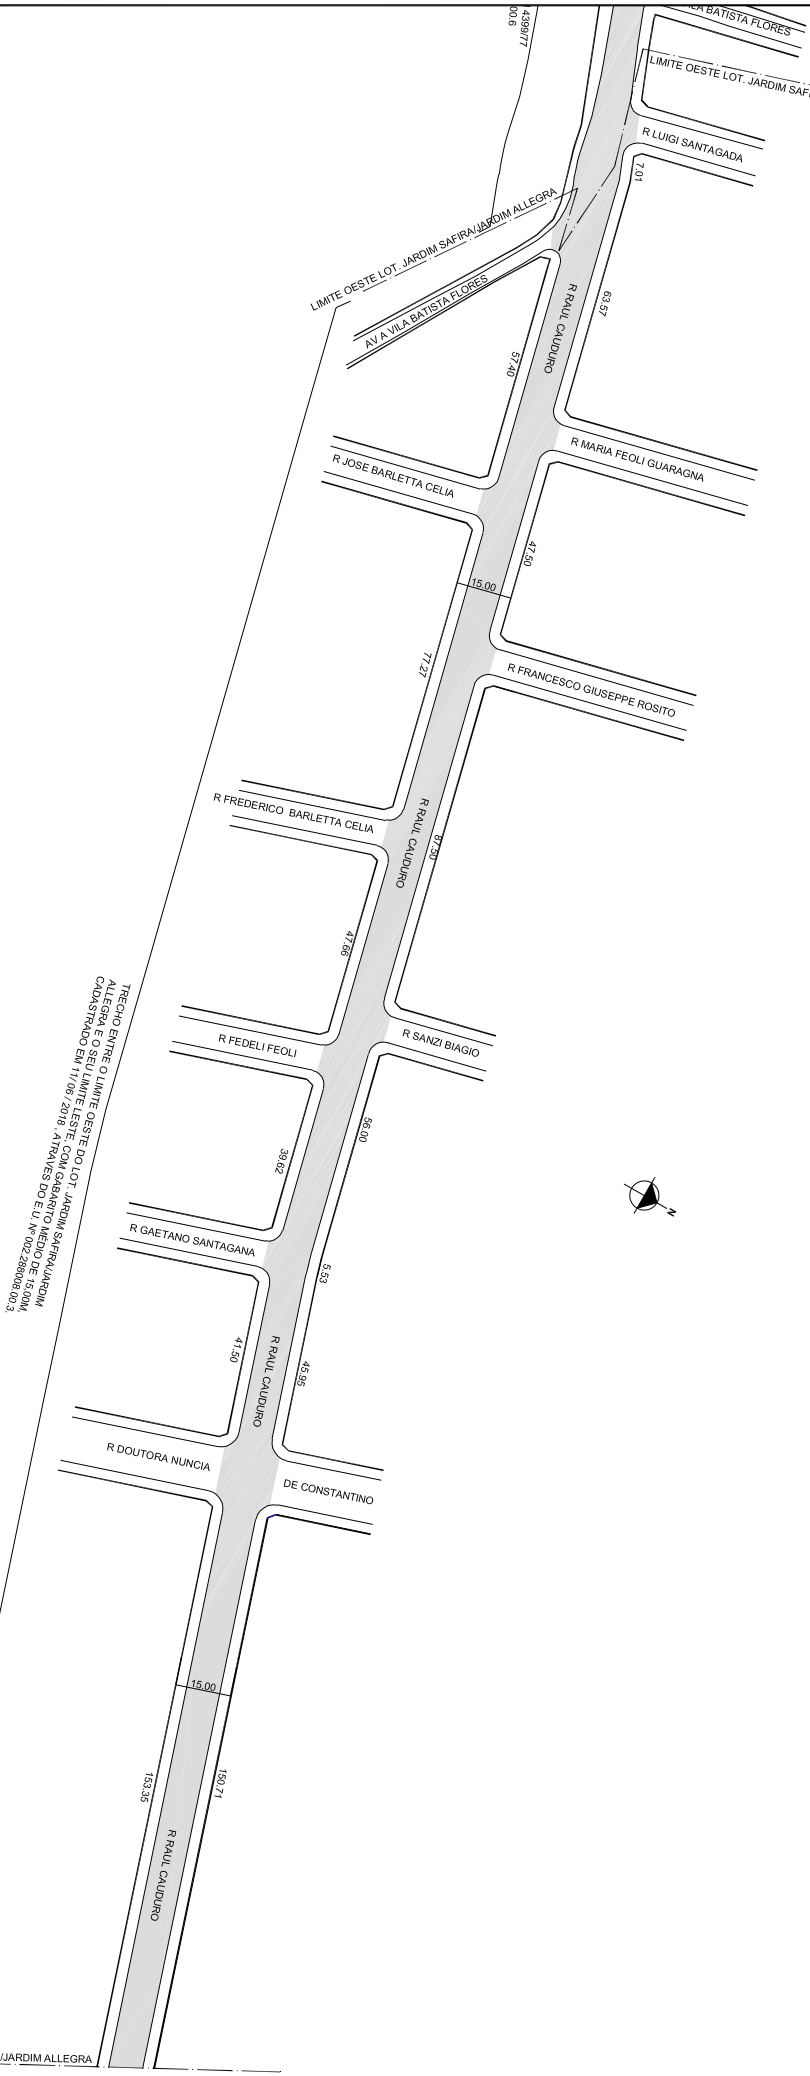 4399/77
00.6
LA BATISTA FLORES
LIMITE OESTE LOT. JARDIM SAF
R LUIGI SANTAGADA
7.01
LIMITE OESTE LOT. JARDIM SAFIRA/JARDIM ALLEGRA
AV A VILA BATISTA FLORES
R RAUL CAUDURO
63.57
57.40
R JOSE BARLETTA CELIA
R MARIA FEOLI GUARAGNA
47.50
15.00
77.27
R FRANCESCO GIUSEPPE ROSITO
R FREDERICO BARLETTA CELIA
R RAUL CAUDURO
87.50
47.66
R FEDELI FEOLI
R SANZI BIAGIO
TRECHO ENTRE O LIMITE OESTE DO LOT. JARDIM SAFIRA/JARDIM
ALLEGRA E O SEU LIMITE LESTE, COM GABARITO MÉDIO DE 15,00M,
CADASTRADO EM 11/06/2018, ATRAVÉS DO E.U. Nº 002.288008.00.3.
56.00
39.62
N
R GAETANO SANTAGANA
5.53
41.50
R RAUL CAUDURO
45.95
R DOUTORA NUNCIA
DE CONSTANTINO
15.00
153.35
150.71
R RAUL CAUDURO
/JARDIM ALLEGRA